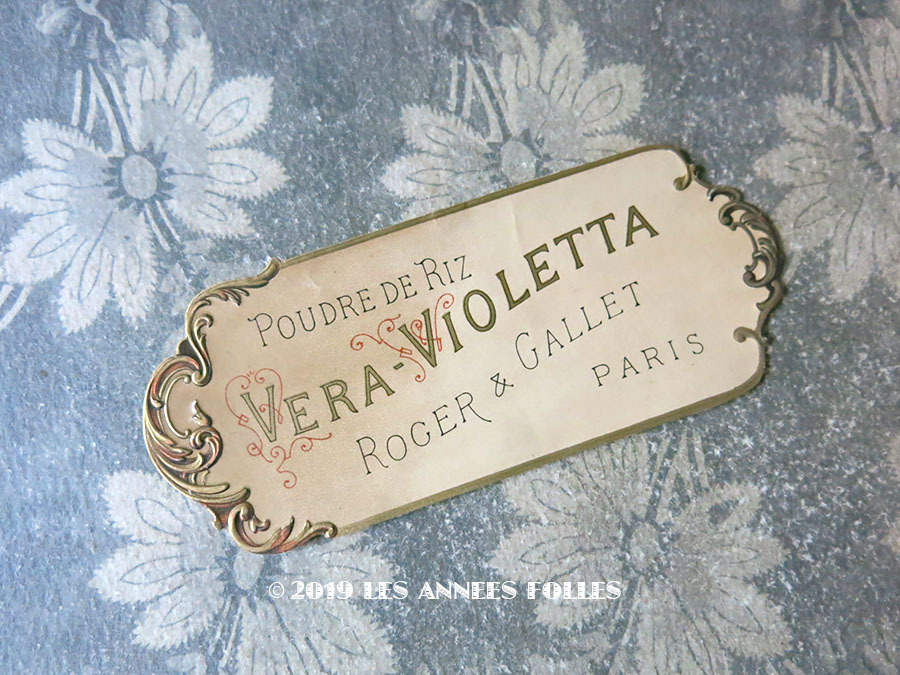 POUDRE DE RIZ
VERA-VIOLETTA
ROGER & GALLET
PARIS
© 2019 LES ANNEES FOLLES